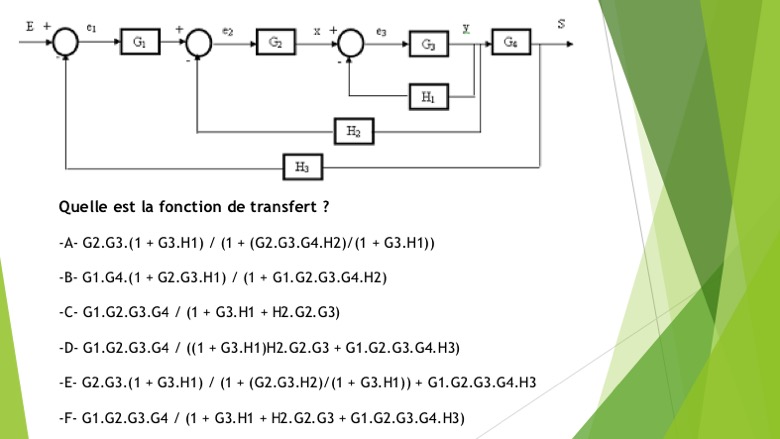 E + e1 G1 + e2 G2 x + e3 G3 y G4 S
- - -
H1
H2
H3
Quelle est la fonction de transfert ?
-A- G2.G3.(1 + G3.H1) / (1 + (G2.G3.G4.H2)/(1 + G3.H1))
-B- G1.G4.(1 + G2.G3.H1) / (1 + G1.G2.G3.G4.H2)
-C- G1.G2.G3.G4 / (1 + G3.H1 + H2.G2.G3)
-D- G1.G2.G3.G4 / ((1 + G3.H1)H2.G2.G3 + G1.G2.G3.G4.H3)
-E- G2.G3.(1 + G3.H1) / (1 + (G2.G3.H2)/(1 + G3.H1)) + G1.G2.G3.G4.H3
-F- G1.G2.G3.G4 / (1 + G3.H1 + H2.G2.G3 + G1.G2.G3.G4.H3)